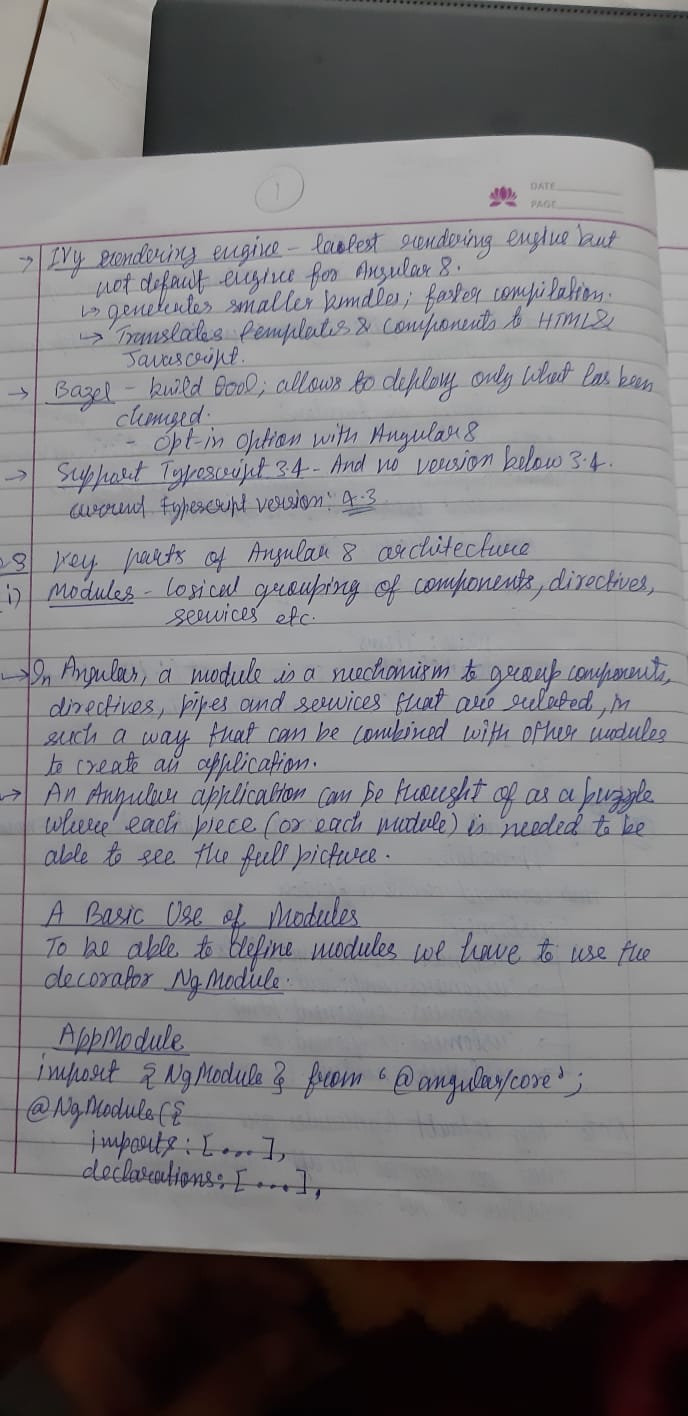 1
DATE
PAGE
→ IVy rendering engine - lastest rendering engine but
not default engine for Angular 8.
↳ generates smaller bundles; faster compilation.
→ Translates templates & components to HTML &
Javascript.
→ Bazel - build tool; allows to deploy only what has been
changed.
- opt-in option with Angular 8
→ Support Typescript 3.4 - And no version below 3.4.
current typescript version: 4.3
8 key parts of Angular 8 architecture
i) Modules - logical grouping of components, directives,
services etc.
→ In Angular, a module is a mechanism to group components,
directives, pipes and services that are related, in
such a way that can be combined with other modules
to create an application.
→ An Angular application can be thought of as a puzzle
where each piece (or each module) is needed to be
able to see the full picture.
A Basic Use of Modules
To be able to define modules we have to use the
decorator NgModule.
AppModule
import { NgModule } from '@angular/core';
@NgModule({
imports: [....],
declarations: [....],